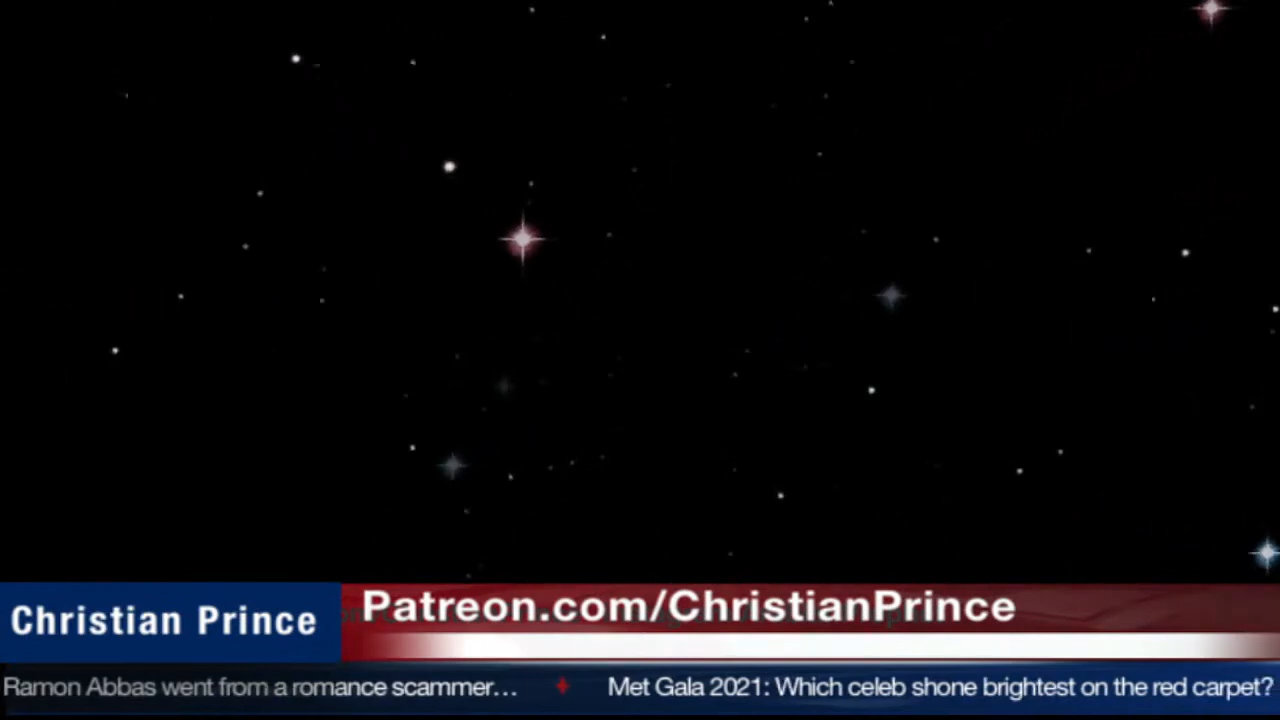 Patreon.com/ChristianPrince
Christian Prince
Ramon Abbas went from a romance scammer… Met Gala 2021: Which celeb shone brightest on the red carpet?